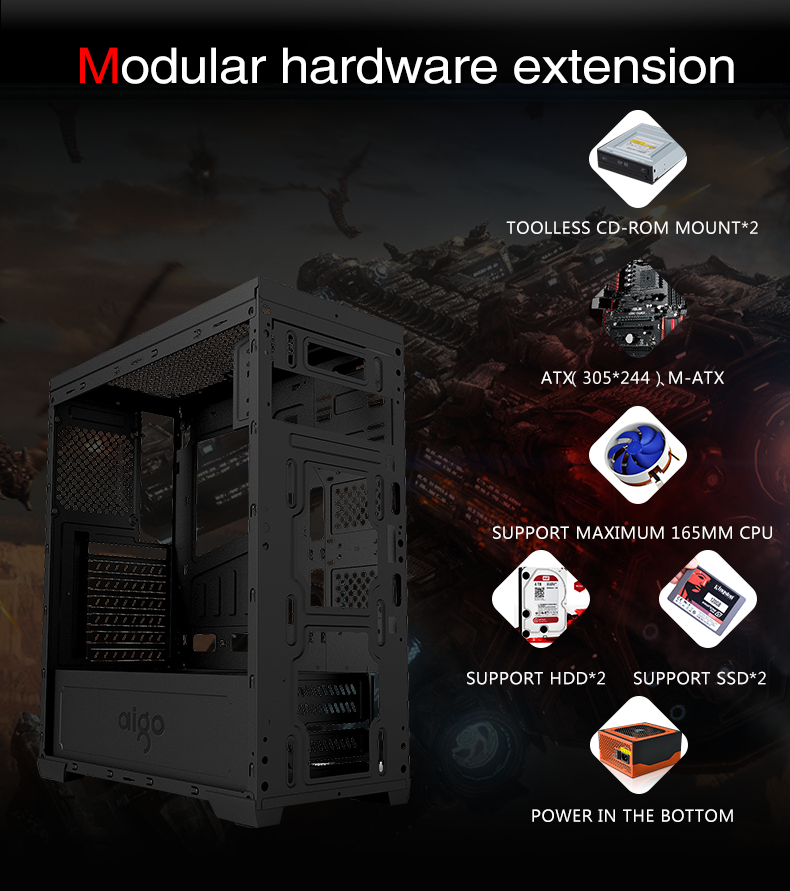 Modular hardware extension
TOOLLESS CD-ROM MOUNT*2
ATX( 305*244 )、M-ATX
SUPPORT MAXIMUM 165MM CPU
SUPPORT HDD*2
SUPPORT SSD*2
aigo
POWER IN THE BOTTOM